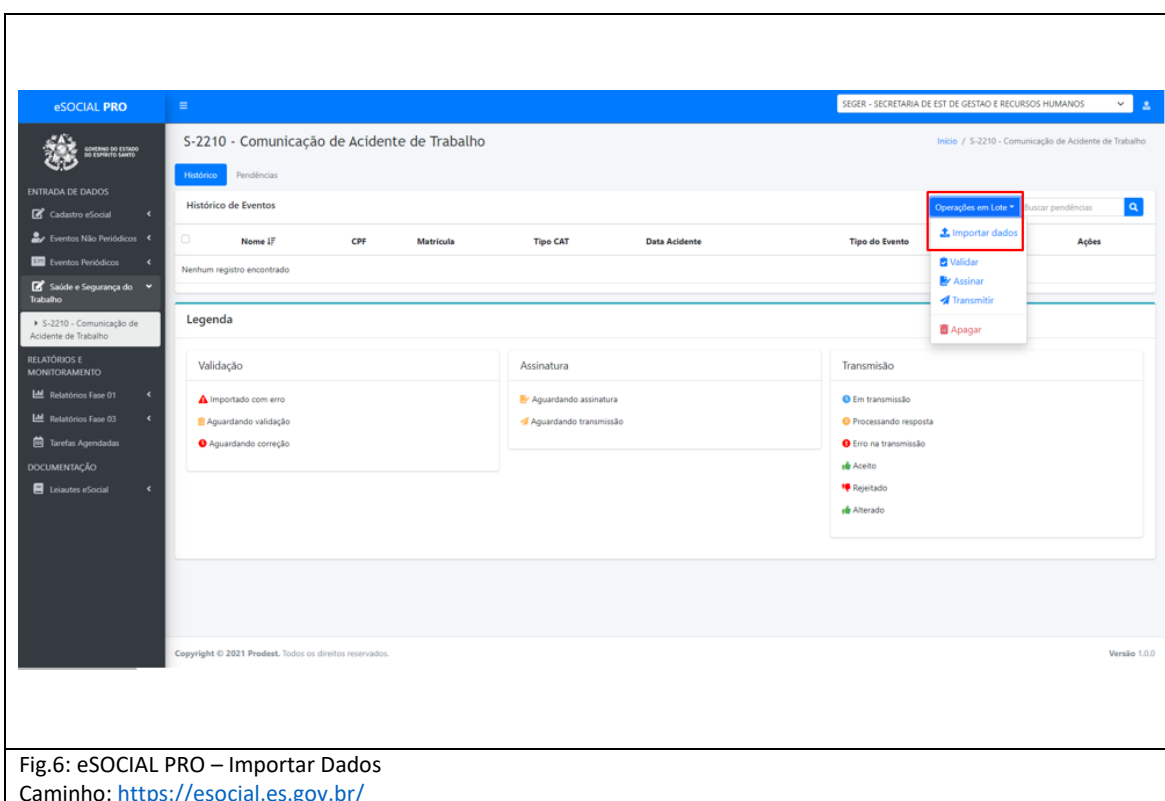 eSOCIAL PRO
SEGER - SECRETARIA DE EST DE GESTAO E RECURSOS HUMANOS
GOVERNO DO ESTADO
DO ESPÍRITO SANTO
S-2210 - Comunicação de Acidente de Trabalho
Início / S-2210 - Comunicação de Acidente de Trabalho
Histórico
Pendências
ENTRADA DE DADOS
Cadastro eSocial
Eventos Não Periódicos
Eventos Periódicos
Saúde e Segurança do
Trabalho
S-2210 - Comunicação de
Acidente de Trabalho
RELATÓRIOS E
MONITORAMENTO
Relatórios Fase 01
Relatórios Fase 03
Tarefas Agendadas
DOCUMENTAÇÃO
Leiautes eSocial
Histórico de Eventos
Operações em Lote
Buscar pendências
Nome
CPF
Matrícula
Tipo CAT
Data Acidente
Tipo do Evento
Ações
Nenhum registro encontrado
Importar dados
Validar
Assinar
Transmitir
Apagar
Legenda
Validação
Importado com erro
Aguardando validação
Aguardando correção
Assinatura
Aguardando assinatura
Aguardando transmissão
Transmisão
Em transmissão
Processando resposta
Erro na transmissão
Aceito
Rejeitado
Alterado
Copyright © 2021 Prodest. Todos os direitos reservados.
Versão 1.0.0
Fig.6: eSOCIAL PRO – Importar Dados
Caminho: https://esocial.es.gov.br/